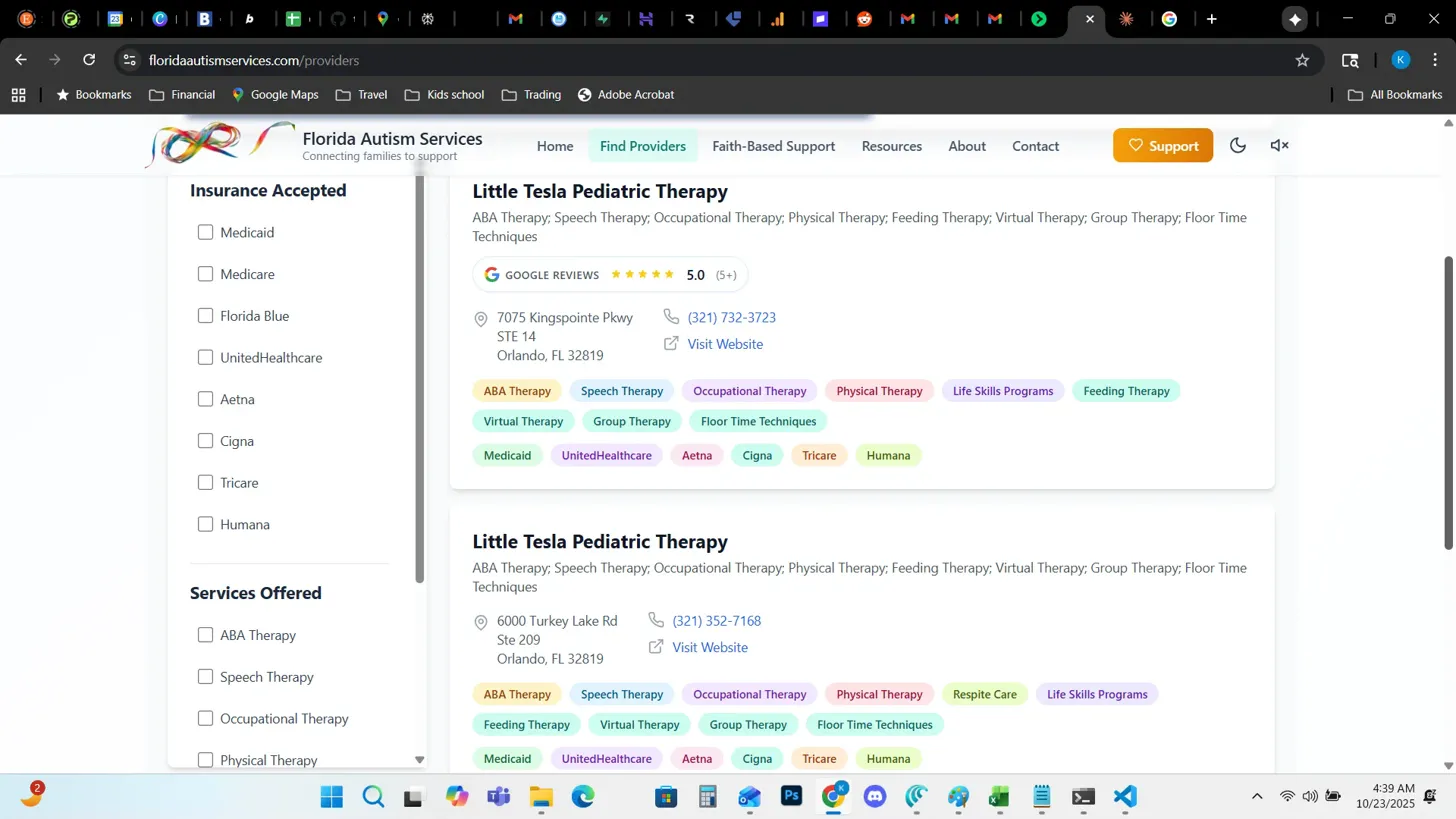 23
floridaautismservices.com/providers
K
Bookmarks
Financial
Google Maps
Travel
Kids school
Trading
Adobe Acrobat
All Bookmarks
Florida Autism Services
Connecting families to support
Home
Find Providers
Faith-Based Support
Resources
About
Contact
Support
Insurance Accepted
Medicaid
Medicare
Florida Blue
UnitedHealthcare
Aetna
Cigna
Tricare
Humana
Services Offered
ABA Therapy
Speech Therapy
Occupational Therapy
Physical Therapy
Little Tesla Pediatric Therapy
ABA Therapy; Speech Therapy; Occupational Therapy; Physical Therapy; Feeding Therapy; Virtual Therapy; Group Therapy; Floor Time
Techniques
GOOGLE REVIEWS 5.0 (5+)
7075 Kingspointe Pkwy
STE 14
Orlando, FL 32819
(321) 732-3723
Visit Website
ABA Therapy Speech Therapy Occupational Therapy Physical Therapy Life Skills Programs Feeding Therapy
Virtual Therapy Group Therapy Floor Time Techniques
Medicaid UnitedHealthcare Aetna Cigna Tricare Humana
Little Tesla Pediatric Therapy
ABA Therapy; Speech Therapy; Occupational Therapy; Physical Therapy; Feeding Therapy; Virtual Therapy; Group Therapy; Floor Time
Techniques
6000 Turkey Lake Rd
Ste 209
Orlando, FL 32819
(321) 352-7168
Visit Website
ABA Therapy Speech Therapy Occupational Therapy Physical Therapy Respite Care Life Skills Programs
Feeding Therapy Virtual Therapy Group Therapy Floor Time Techniques
Medicaid UnitedHealthcare Aetna Cigna Tricare Humana
2
Ps
K
4:39 AM
10/23/2025